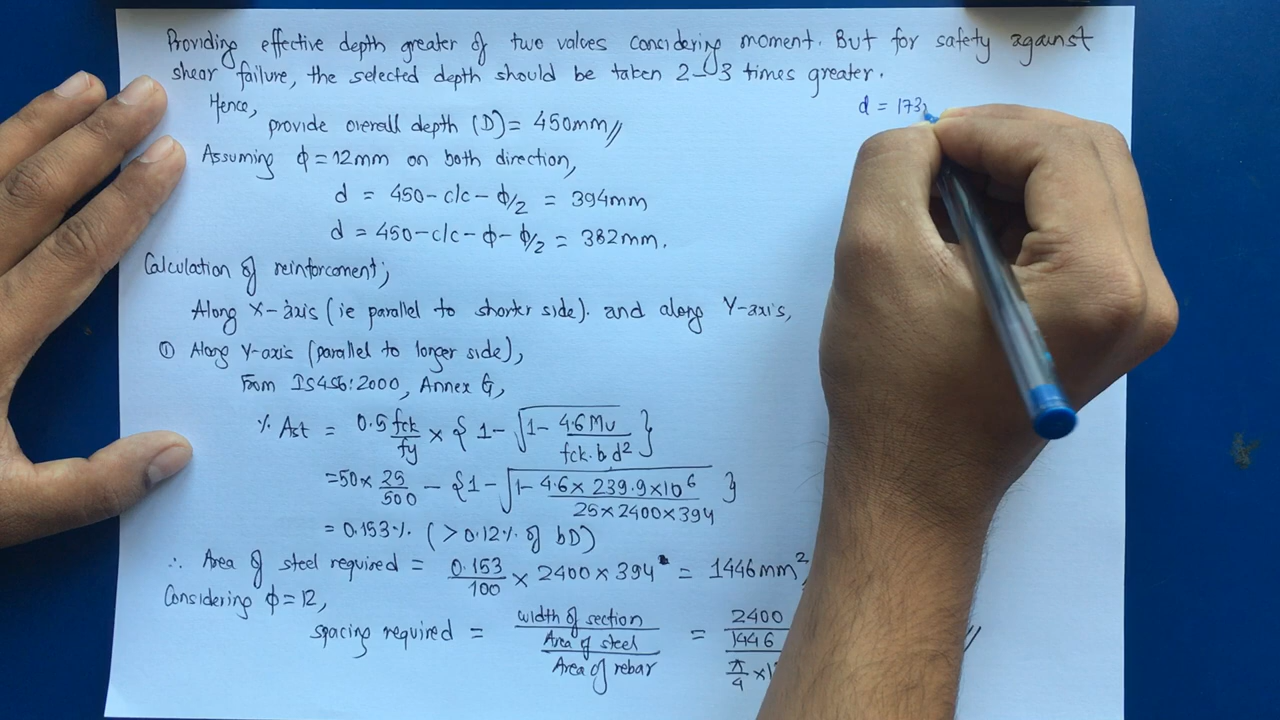 Providing effective depth greater of two values considering moment. But for safety against
shear failure, the selected depth should be taken 2-3 times greater.
d = 173
Hence,
provide overall depth (D) = 450mm//
Assuming ϕ = 12mm on both direction,
d = 450 - c/c - ϕ/2 = 394mm
d = 450 - c/c - ϕ - ϕ/2 = 382mm.
Calculation of reinforcement;
Along X-axis (ie parallel to shorter side). and along Y-axis,
① Along Y-axis (parallel to longer side),
From IS456:2000, Annex G,
% Ast = 0.5 fck/fy × { 1 - √(1 - 4.6 Mu / fck.b d²) }
= 50 × 25/500 - { 1 - √(1 - 4.6 × 239.9 × 10⁶ / 25 × 2400 × 394) }
= 0.153% ( > 0.12% of bD)
∴ Area of steel required = 0.153/100 × 2400 × 394 = 1446mm²,
Considering ϕ = 12,
spacing required = width of section / Area of steel / Area of rebar = 2400 / 1446 / π/4 × 1 //